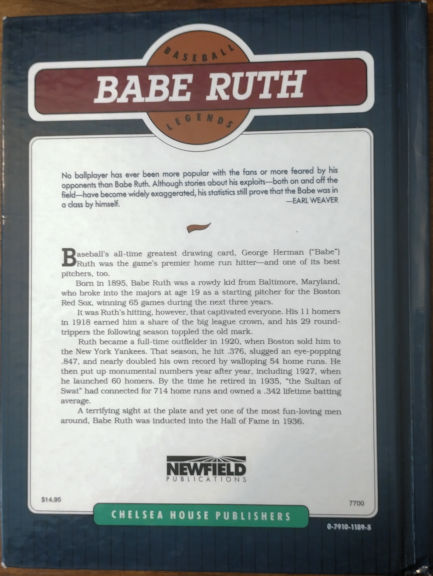 BASEBALL
BABE RUTH
LEGENDS
No ballplayer has ever been more popular with the fans or more feared by his
opponents than Babe Ruth. Although stories about his exploits—both on and off the
field—have become widely exaggerated, his statistics still prove that the Babe was in
a class by himself. —EARL WEAVER
Baseball's all-time greatest drawing card, George Herman ("Babe")
Ruth was the game's premier home run hitter—and one of its best
pitchers, too.
Born in 1895, Babe Ruth was a rowdy kid from Baltimore, Maryland,
who broke into the majors at age 19 as a starting pitcher for the Boston
Red Sox, winning 65 games during the next three years.
It was Ruth's hitting, however, that captivated everyone. His 11 homers
in 1918 earned him a share of the big league crown, and his 29 round-
trippers the following season toppled the old mark.
Ruth became a full-time outfielder in 1920, when Boston sold him to
the New York Yankees. That season, he hit .376, slugged an eye-popping
.847, and nearly doubled his own record by walloping 54 home runs. He
then put up monumental numbers year after year, including 1927, when
he launched 60 homers. By the time he retired in 1935, "the Sultan of
Swat" had connected for 714 home runs and owned a .342 lifetime batting
average.
A terrifying sight at the plate and yet one of the most fun-loving men
around, Babe Ruth was inducted into the Hall of Fame in 1936.
NEWFIELD
PUBLICATIONS
$14.95
7700
CHELSEA HOUSE PUBLISHERS
0-7910-1189-8